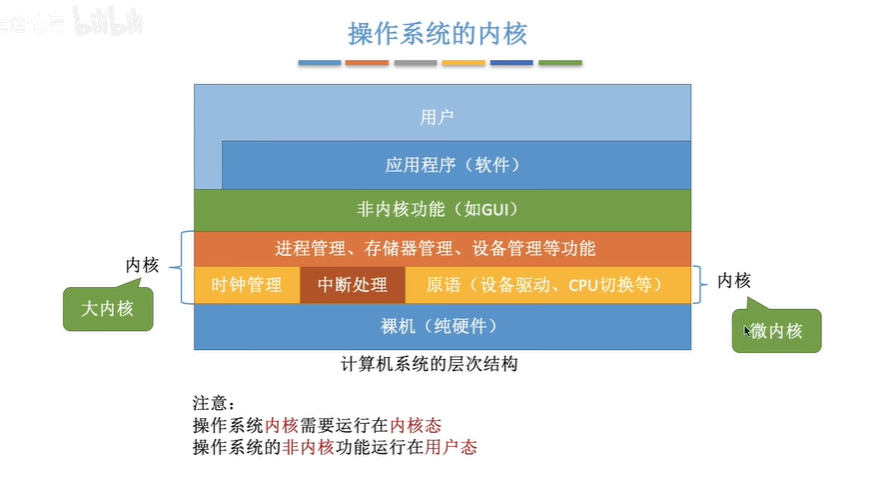 bilibili
操作系统的内核
用户
应用程序（软件）
非内核功能（如GUI）
进程管理、存储器管理、设备管理等功能
内核
时钟管理 中断处理 原语（设备驱动、CPU切换等）
内核
大内核
裸机（纯硬件）
微内核
计算机系统的层次结构
注意：
操作系统内核需要运行在内核态
操作系统的非内核功能运行在用户态